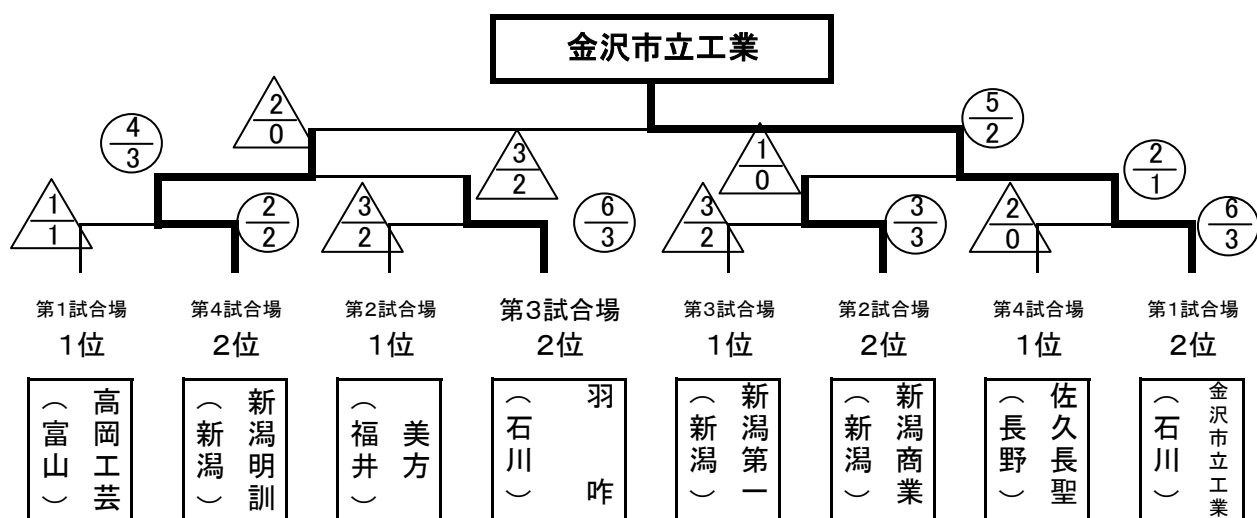 金沢市立工業
2
0
4
3
5
2
3
2
1
0
2
1
1
1
2
2
3
2
6
3
3
2
3
3
2
0
6
3
第1試合場
第4試合場
第2試合場
第3試合場
第3試合場
第2試合場
第4試合場
第1試合場
1位
2位
1位
2位
1位
2位
1位
2位
高岡工芸
(富山)
新潟明訓
(新潟)
美方
(福井)
羽咋
(石川)
新潟第一
(新潟)
新潟商業
(新潟)
佐久長聖
(長野)
金沢市立工業
(石川)